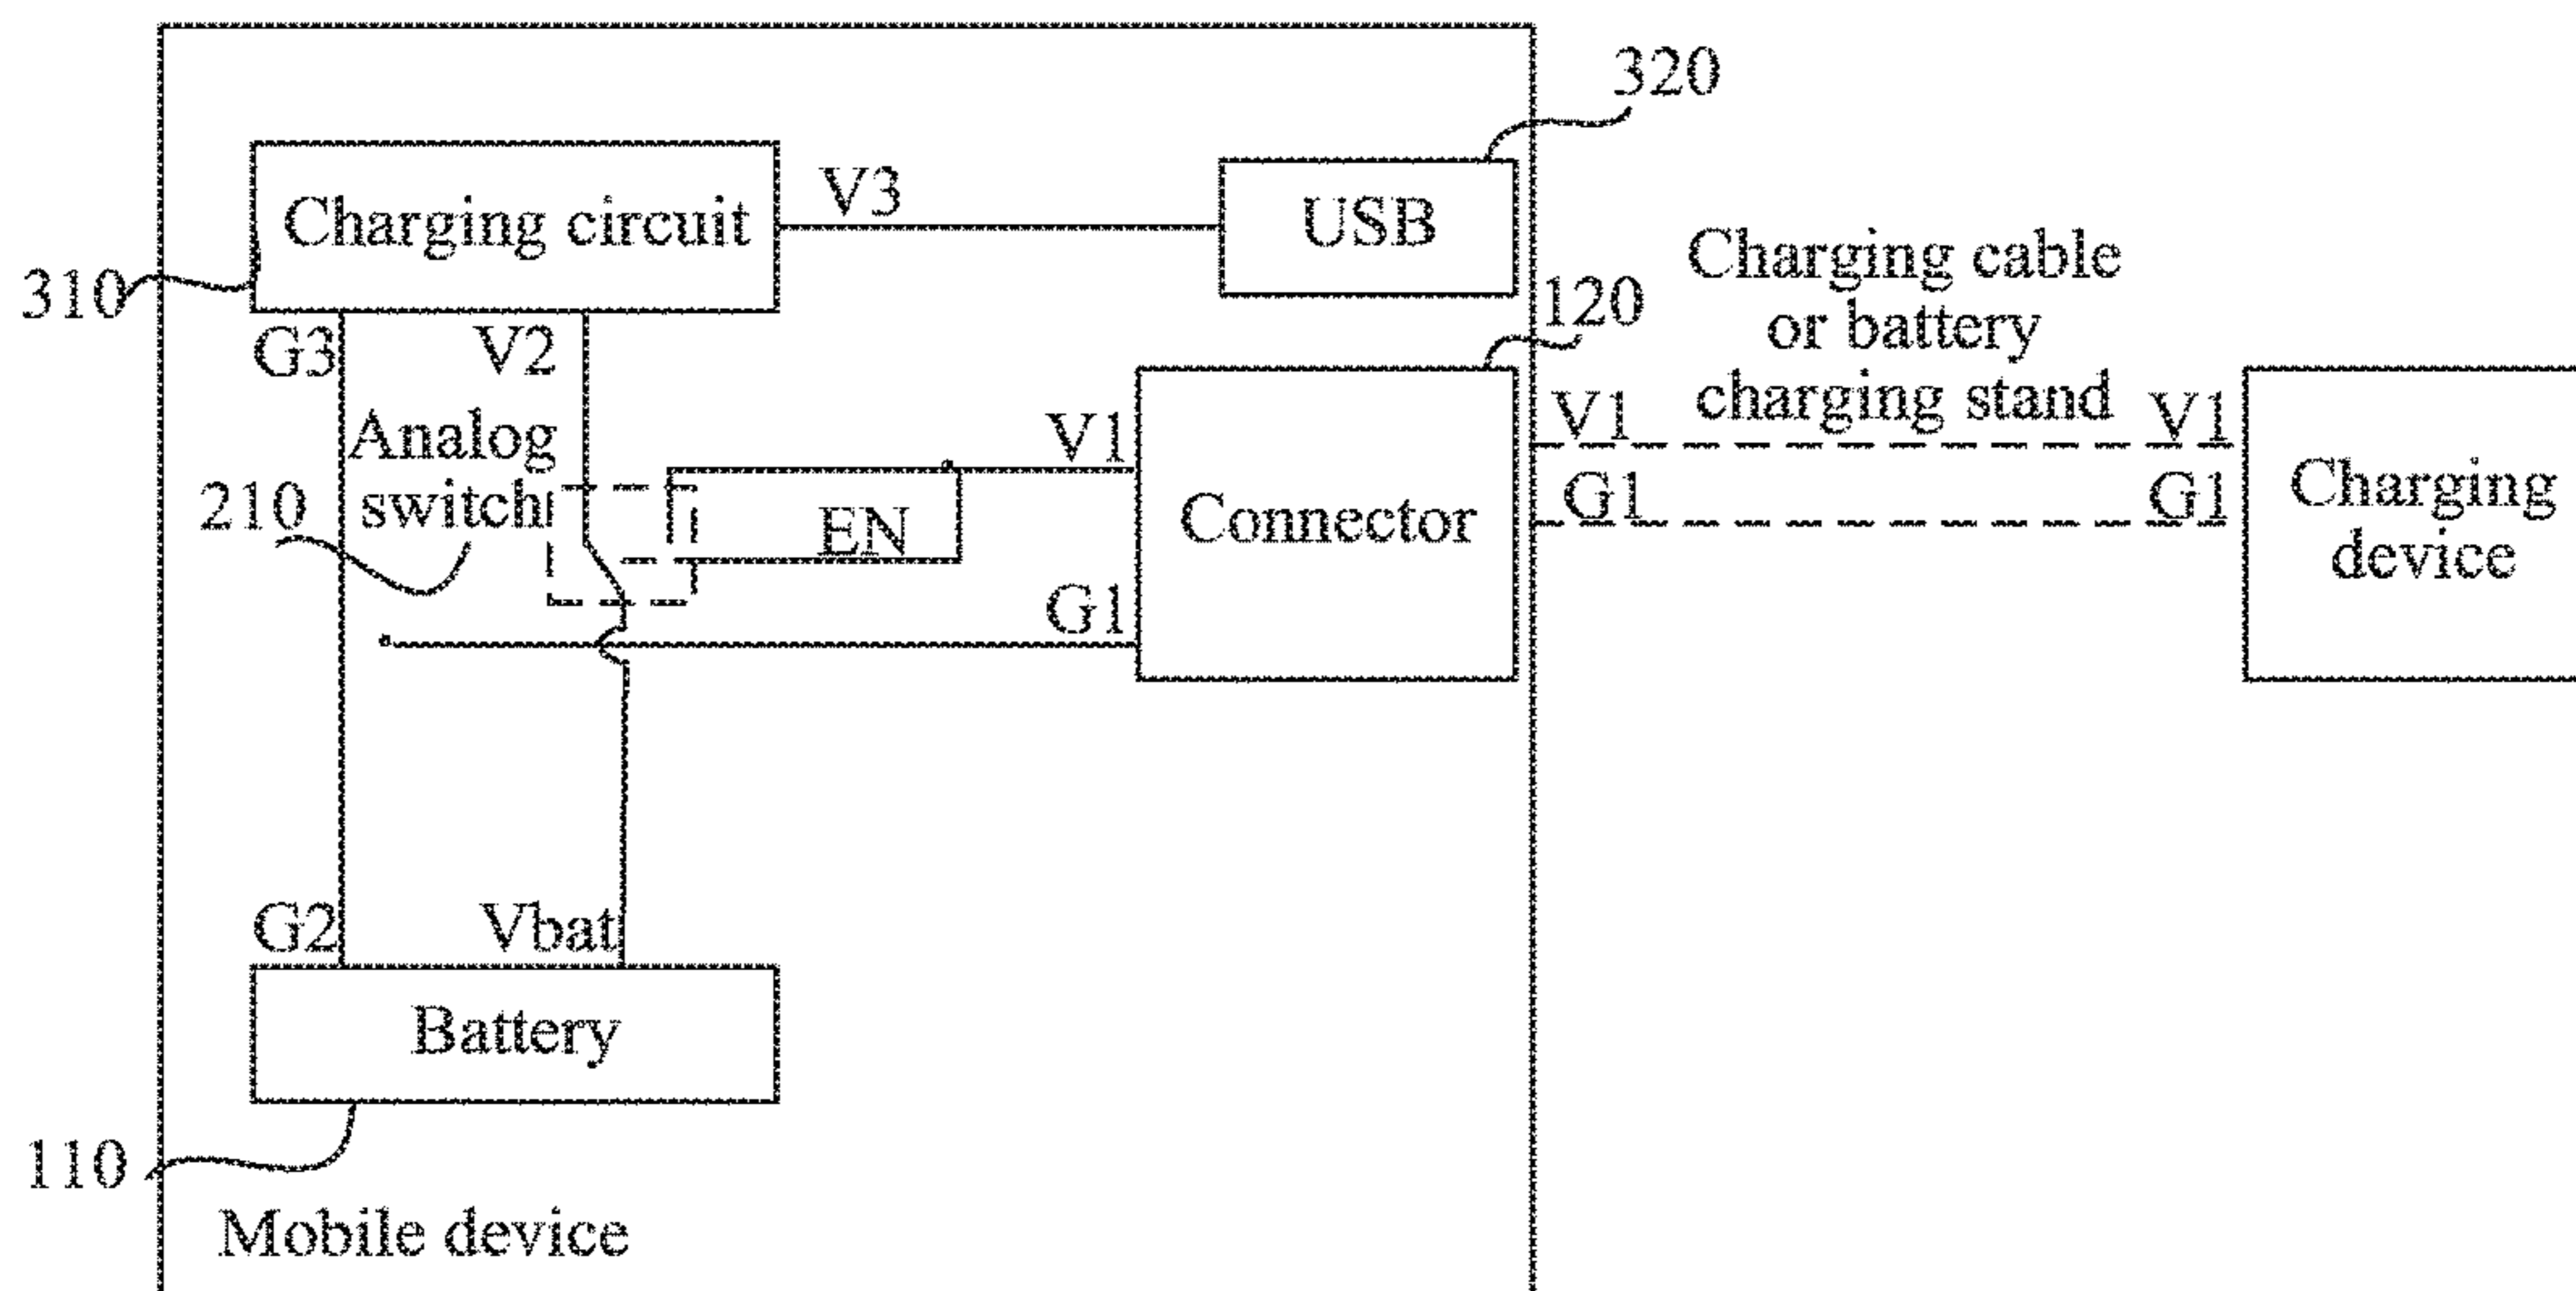 320
Charging circuit
V3
USB
310
Charging cable
or battery
charging stand
120
G3
V2
Analog
switch
210
V1
EN
Connector
G1
V1
V1
G1
G1
Charging
device
G2
Vbat
Battery
110
Mobile device